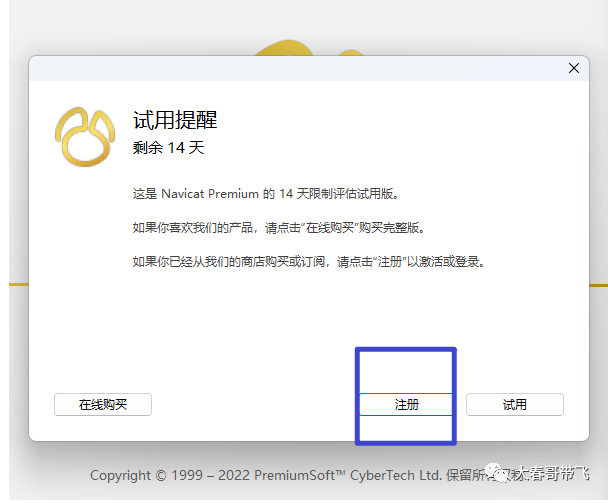 试用提醒
剩余 14 天
这是 Navicat Premium 的 14 天限制评估试用版。
如果你喜欢我们的产品，请点击“在线购买”购买完整版。
如果你已经从我们的商店购买或订阅，请点击“注册”以激活或登录。
在线购买
注册
试用
Copyright © 1999 – 2022 PremiumSoft™ CyberTech Ltd. 保留所有
大春哥带飞